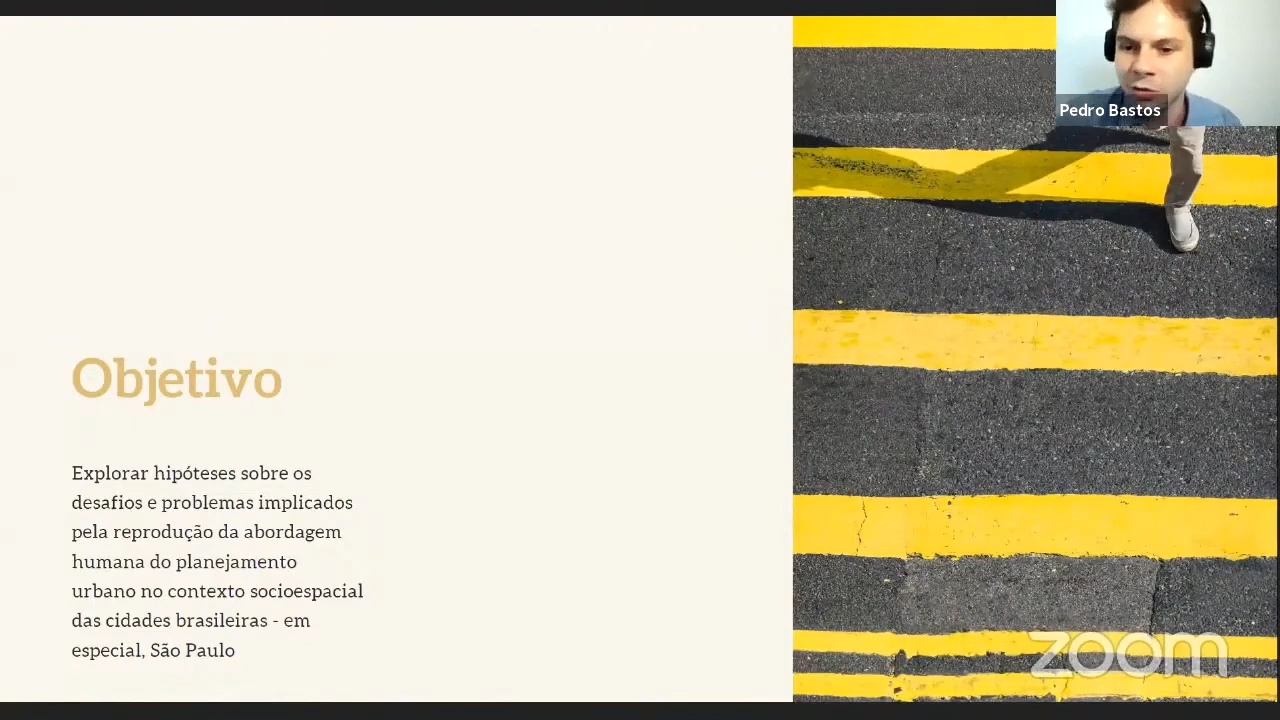 Pedro Bastos
Objetivo
Explorar hipóteses sobre os
desafios e problemas implicados
pela reprodução da abordagem
humana do planejamento
urbano no contexto socioespacial
das cidades brasileiras - em
especial, São Paulo
zoom